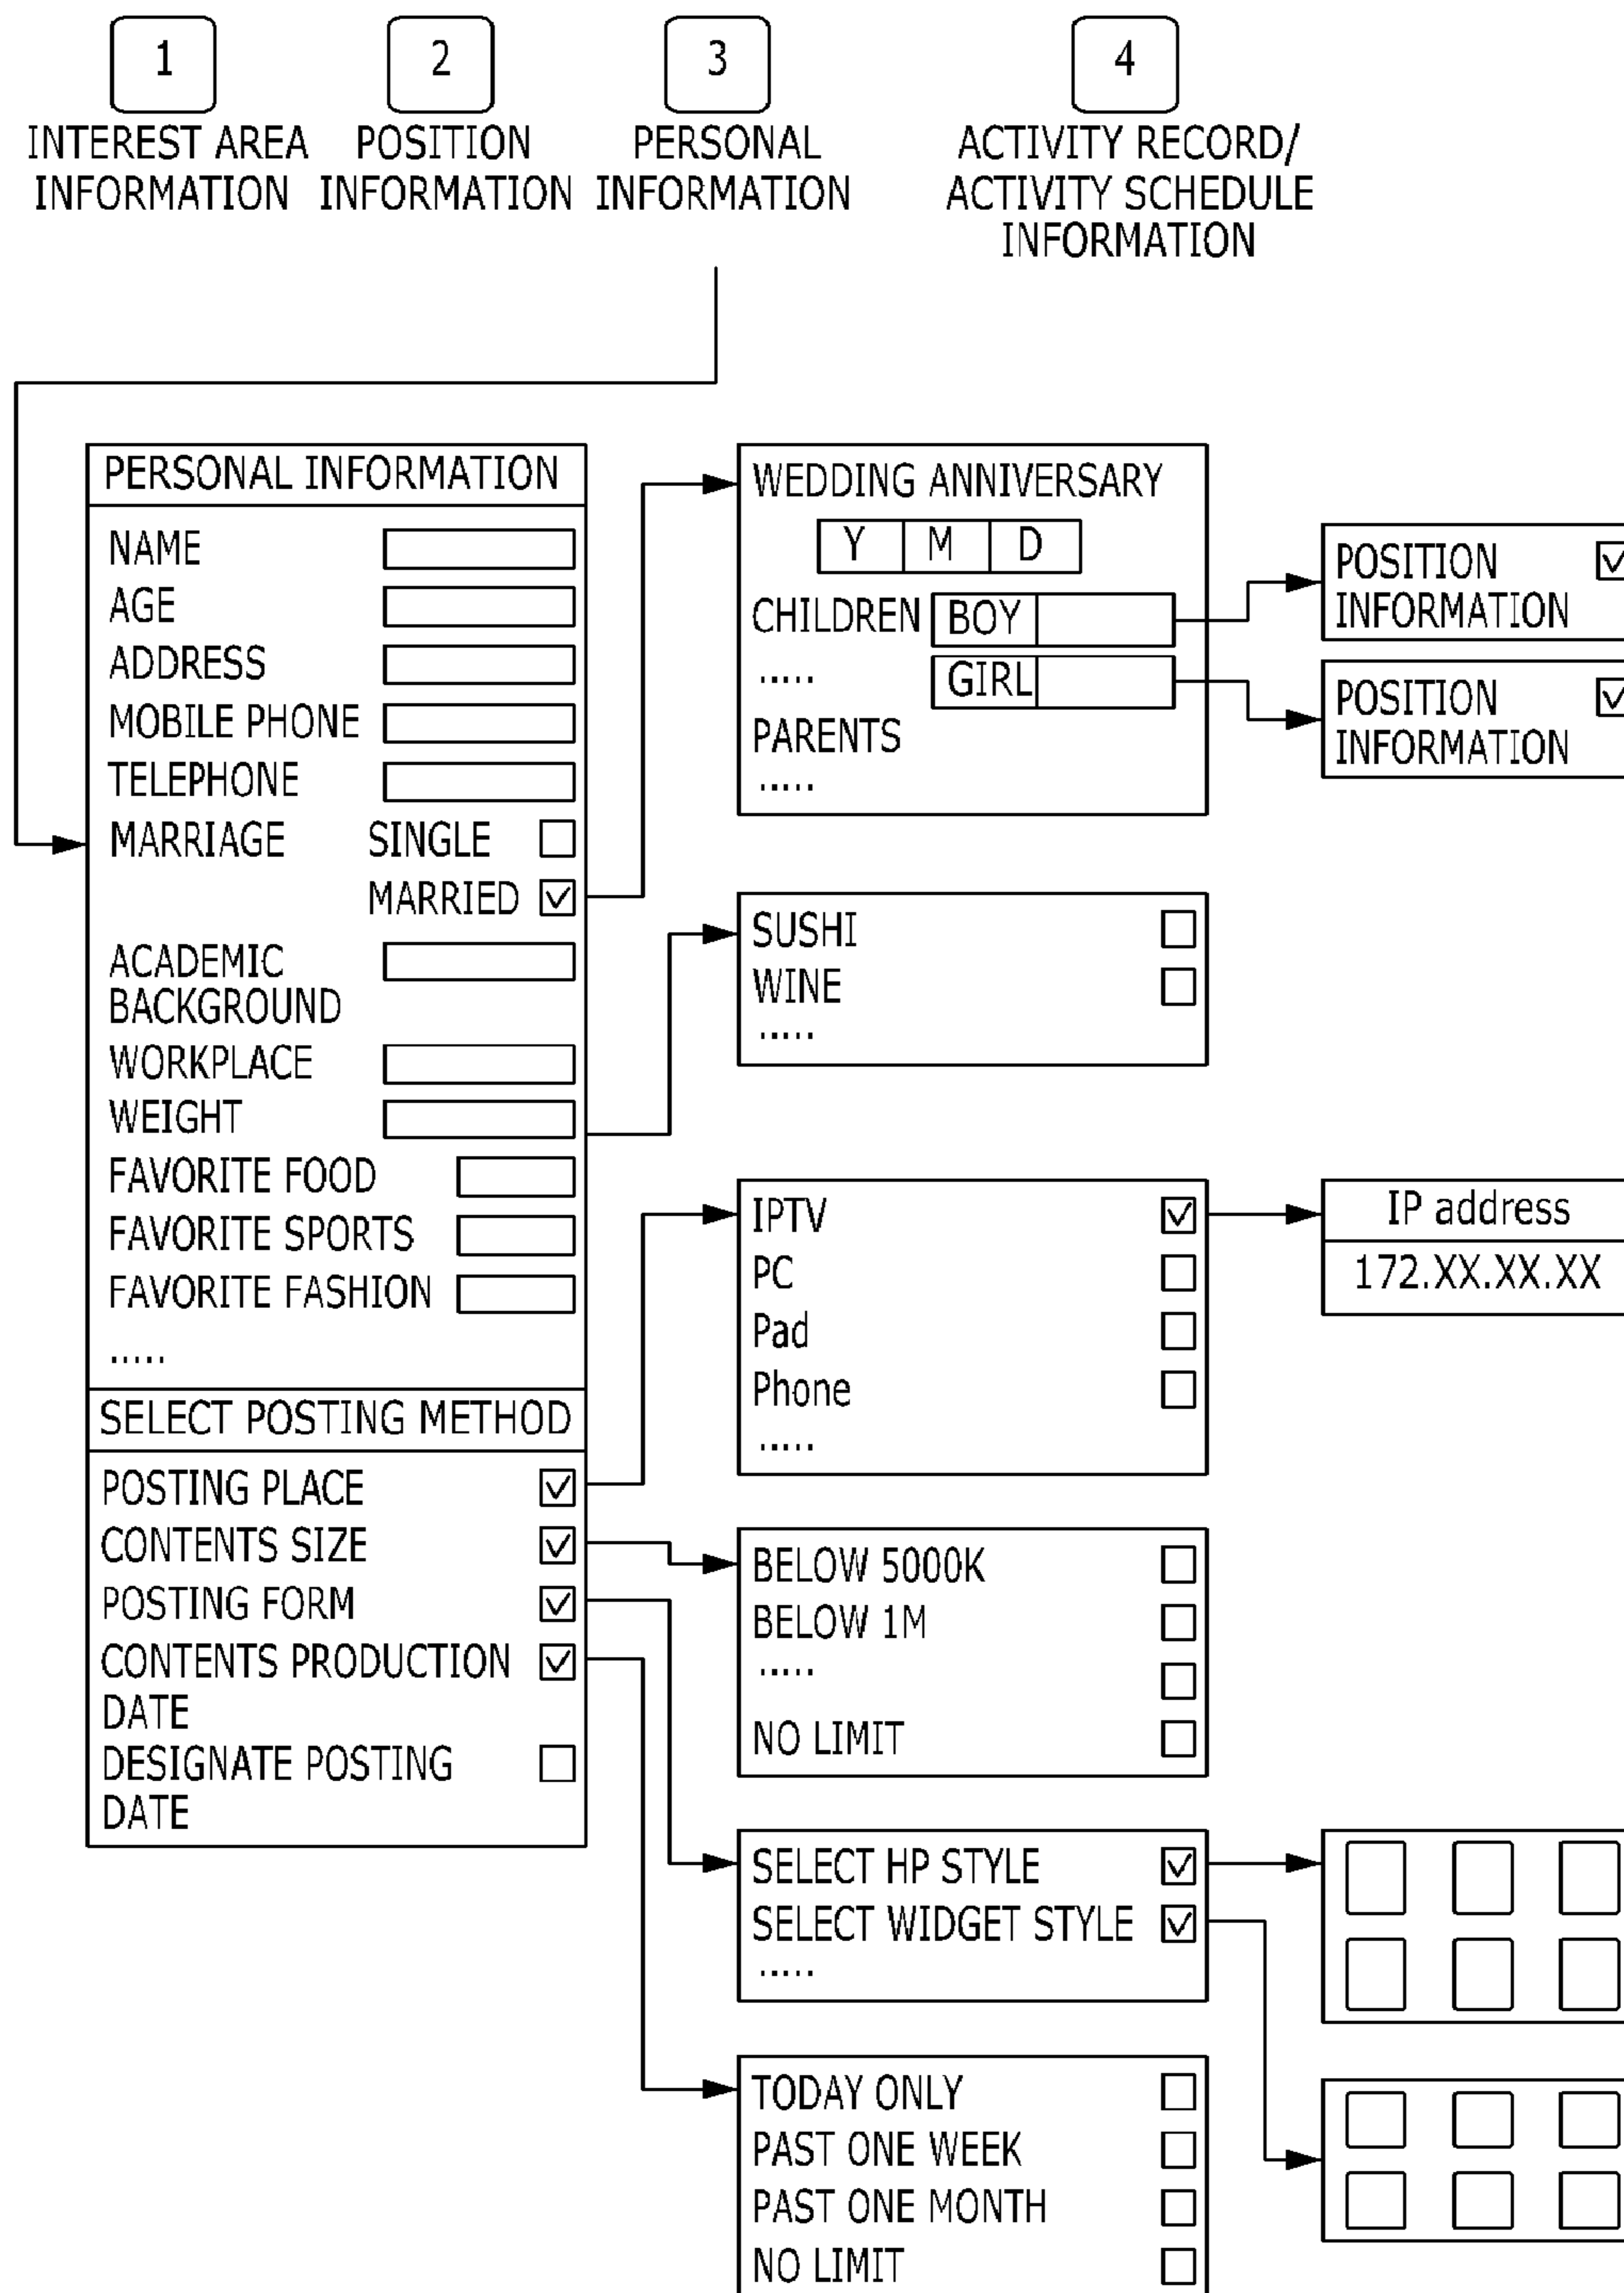 1
2
3
4
INTEREST AREA
INFORMATION
POSITION
INFORMATION
PERSONAL
INFORMATION
ACTIVITY RECORD/
ACTIVITY SCHEDULE
INFORMATION
PERSONAL INFORMATION
NAME
AGE
ADDRESS
MOBILE PHONE
TELEPHONE
MARRIAGE SINGLE
MARRIED
ACADEMIC
BACKGROUND
WORKPLACE
WEIGHT
FAVORITE FOOD
FAVORITE SPORTS
FAVORITE FASHION
.....
SELECT POSTING METHOD
POSTING PLACE
CONTENTS SIZE
POSTING FORM
CONTENTS PRODUCTION
DATE
DESIGNATE POSTING
DATE
WEDDING ANNIVERSARY
Y M D
CHILDREN BOY
..... GIRL
PARENTS
.....
POSITION
INFORMATION
POSITION
INFORMATION
SUSHI
WINE
.....
IPTV
PC
Pad
Phone
.....
IP address
172.XX.XX.XX
BELOW 5000K
BELOW 1M
.....
NO LIMIT
SELECT HP STYLE
SELECT WIDGET STYLE
.....
TODAY ONLY
PAST ONE WEEK
PAST ONE MONTH
NO LIMIT